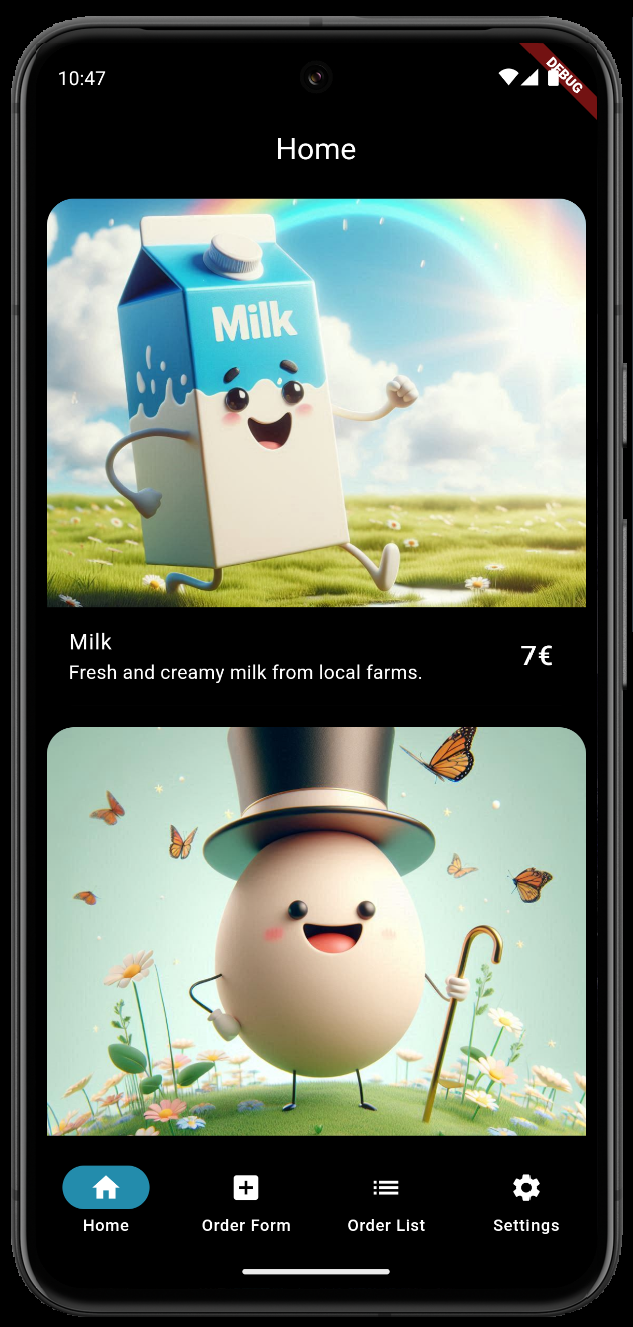 10:47
DEBUG
Home
Milk
Milk
Fresh and creamy milk from local farms.
7€
Home
Order Form
Order List
Settings